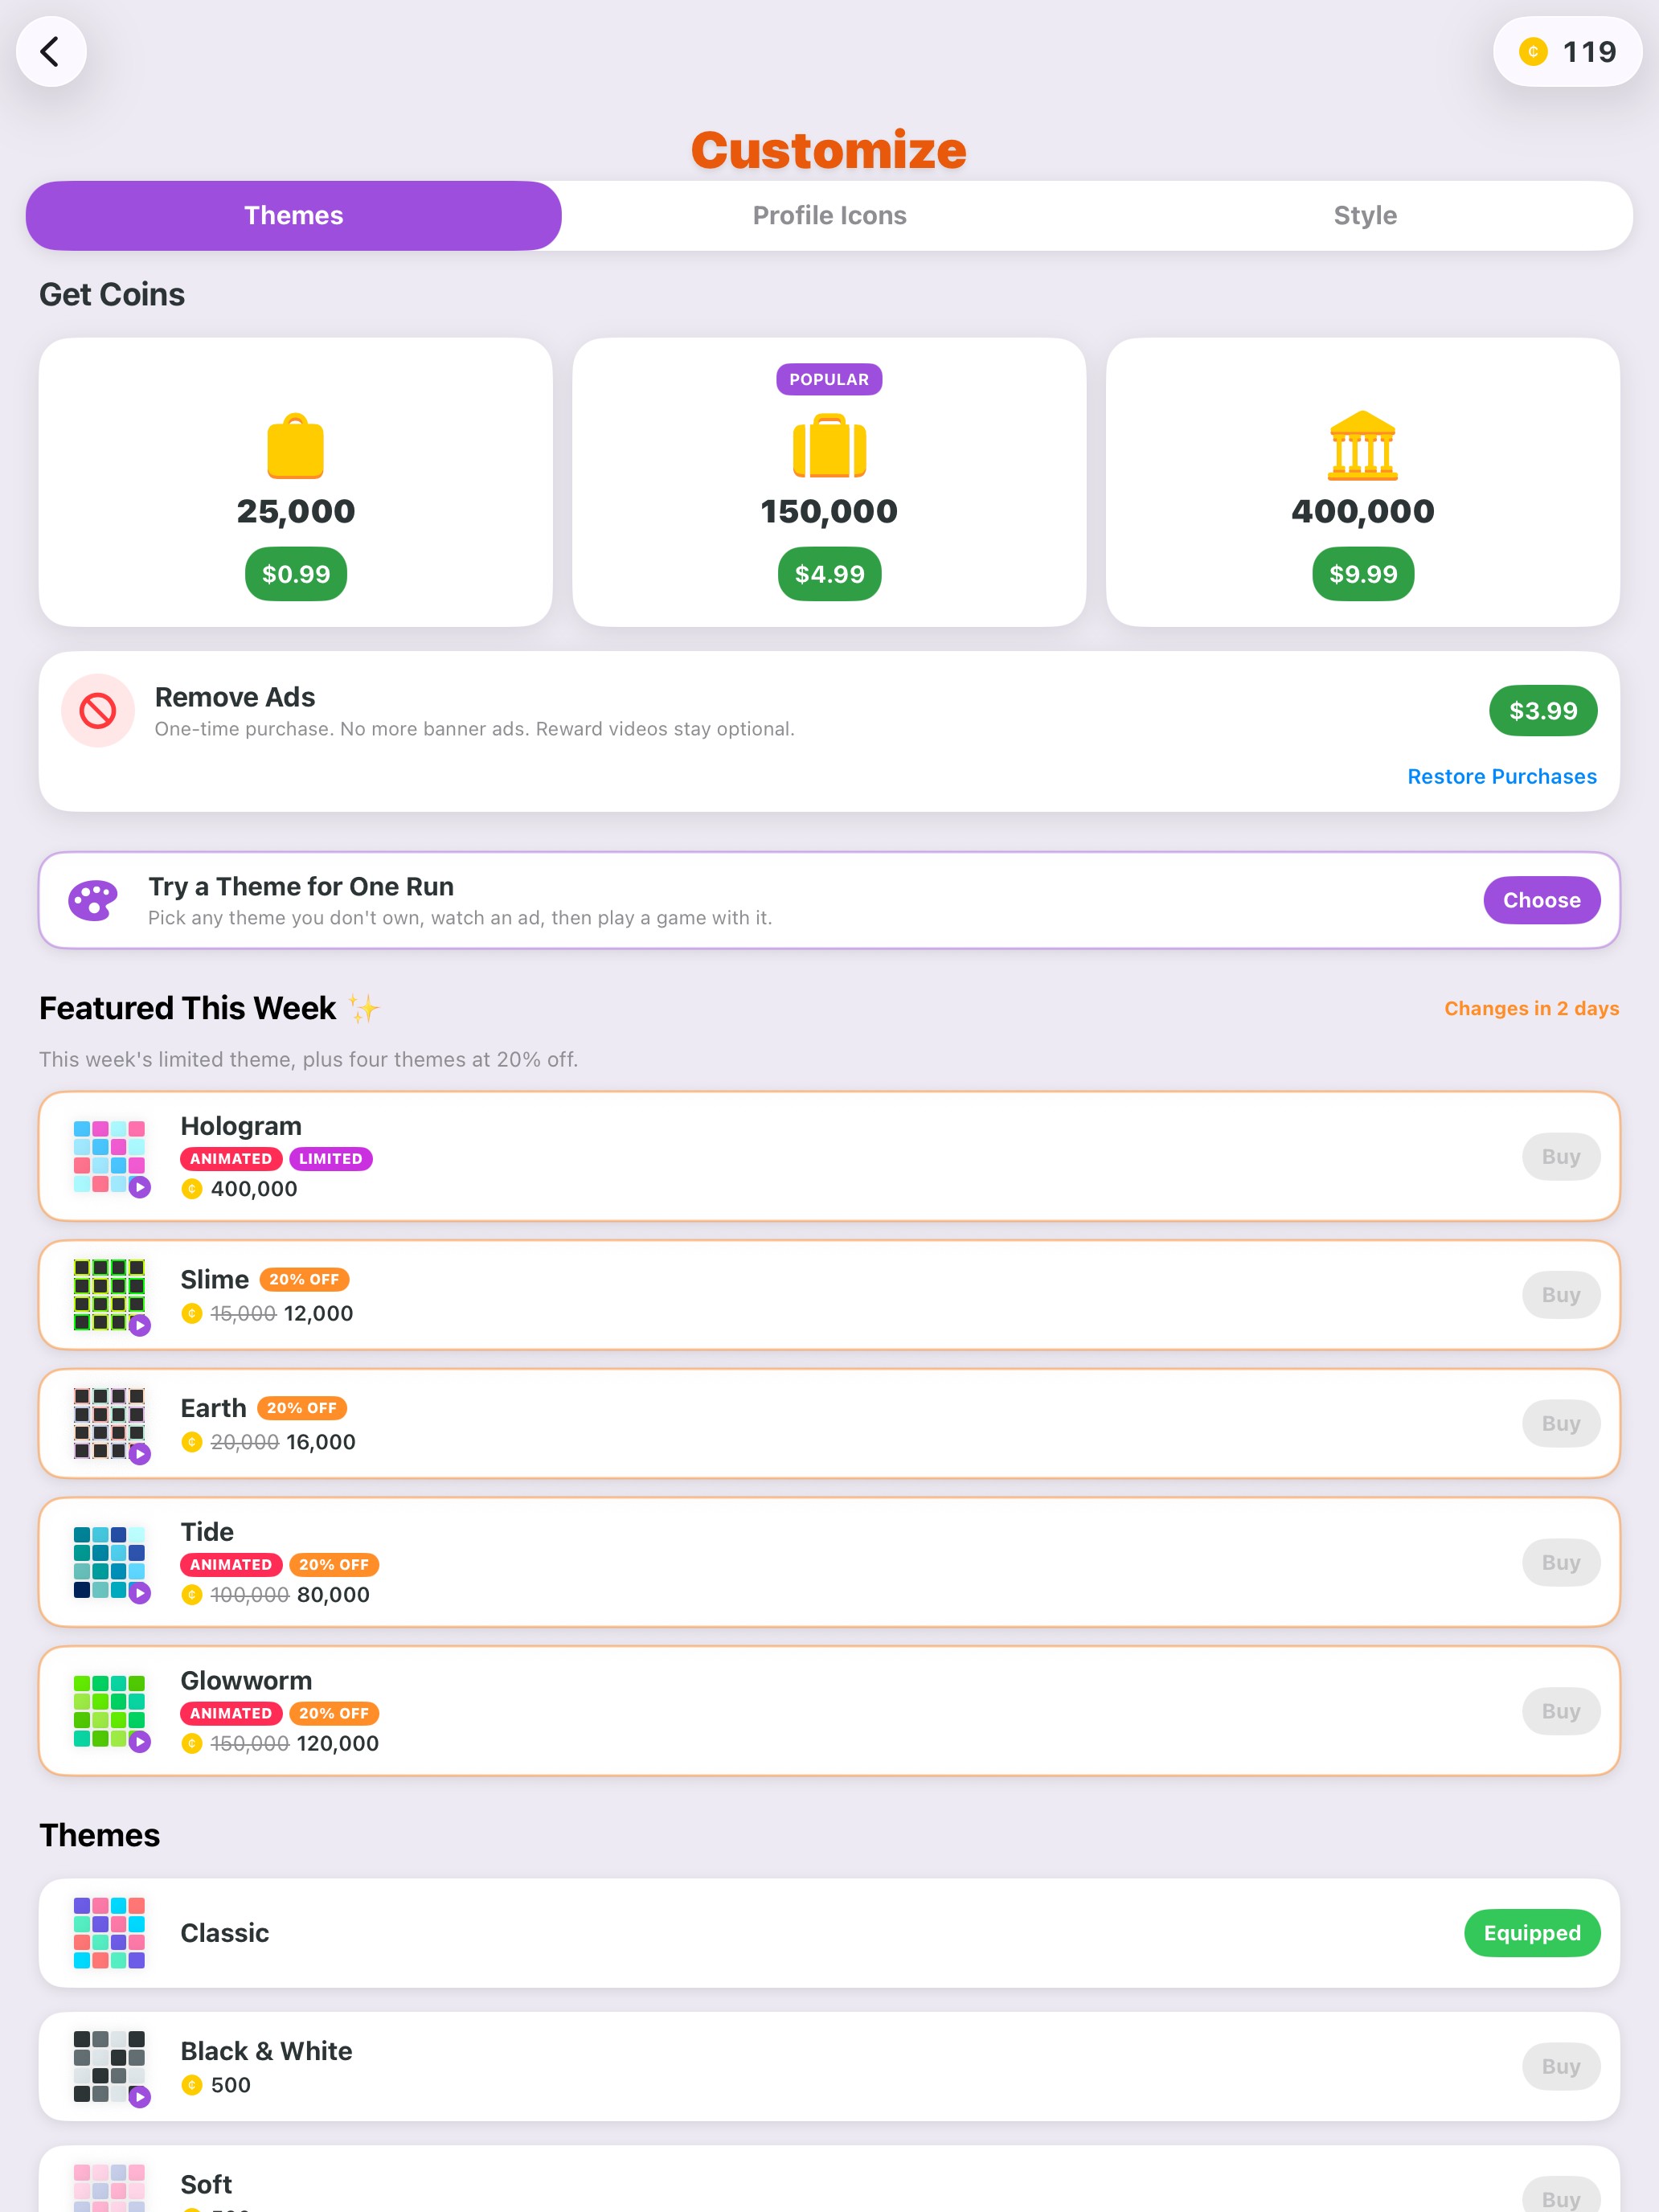 ¢ 119
Customize
Themes
Profile Icons
Style
Get Coins
25,000
$0.99
POPULAR
150,000
$4.99
400,000
$9.99
Remove Ads
One-time purchase. No more banner ads. Reward videos stay optional.
$3.99
Restore Purchases
Try a Theme for One Run
Pick any theme you don't own, watch an ad, then play a game with it.
Choose
Featured This Week ✨
Changes in 2 days
This week's limited theme, plus four themes at 20% off.
Hologram
ANIMATED LIMITED
¢ 400,000
Buy
Slime 20% OFF
¢ 15,000 12,000
Buy
Earth 20% OFF
¢ 20,000 16,000
Buy
Tide
ANIMATED 20% OFF
¢ 100,000 80,000
Buy
Glowworm
ANIMATED 20% OFF
¢ 150,000 120,000
Buy
Themes
Classic
Equipped
Black & White
¢ 500
Buy
Soft
Buy